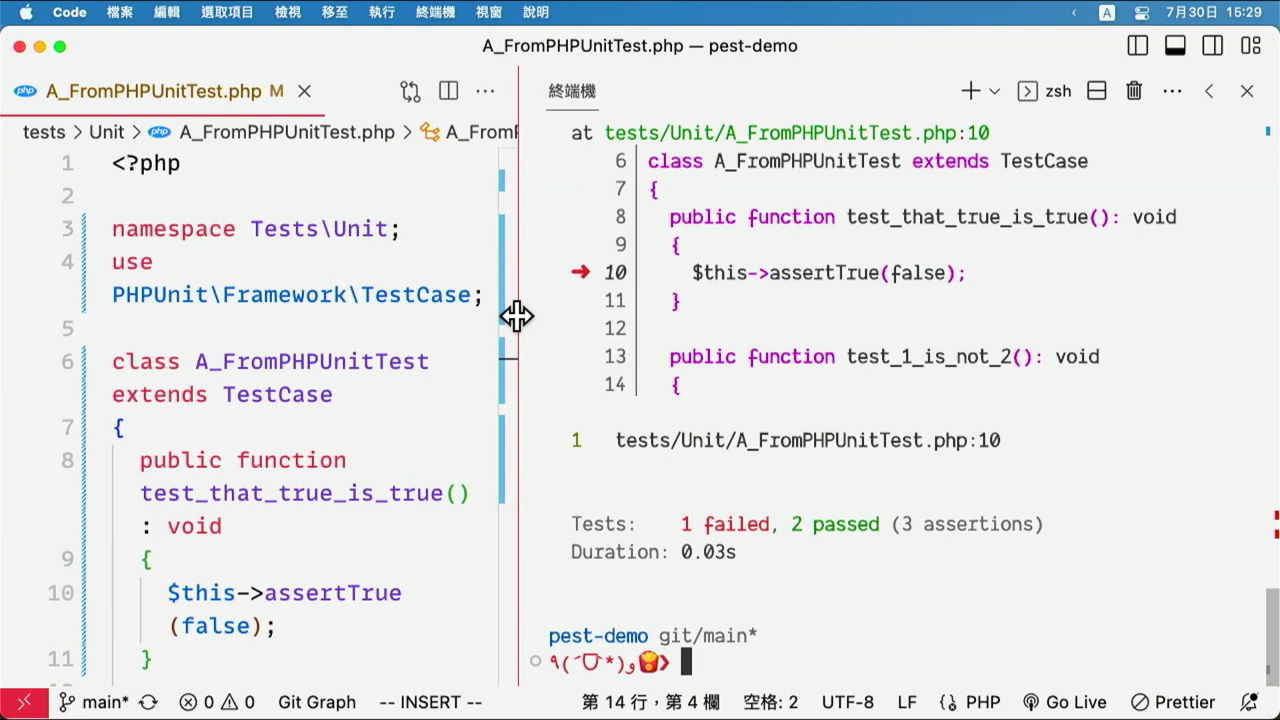 Code 檔案 編輯 選取項目 檢視 移至 執行 終端機 視窗 說明 A 7月30日 15:29
A_FromPHPUnitTest.php — pest-demo
php A_FromPHPUnitTest.php M
tests > Unit > php A_FromPHPUnitTest.php > A_FromP
1 <?php
2
3 namespace Tests\Unit;
4 use
PHPUnit\Framework\TestCase;
5
6 class A_FromPHPUnitTest
extends TestCase
7 {
8 public function
test_that_true_is_true()
: void
9 {
10 $this->assertTrue
(false);
11 }
終端機 zsh
at tests/Unit/A_FromPHPUnitTest.php:10
6 class A_FromPHPUnitTest extends TestCase
7 {
8 public function test_that_true_is_true(): void
9 {
➜ 10 $this->assertTrue(false);
11 }
12
13 public function test_1_is_not_2(): void
14 {
1 tests/Unit/A_FromPHPUnitTest.php:10
Tests: 1 failed, 2 passed (3 assertions)
Duration: 0.03s
pest-demo git/main*
٩(ˊᗜˋ*)و🍟❯
main* 0 0 Git Graph -- INSERT -- 第 14 行，第 4 欄 空格: 2 UTF-8 LF PHP Go Live Prettier